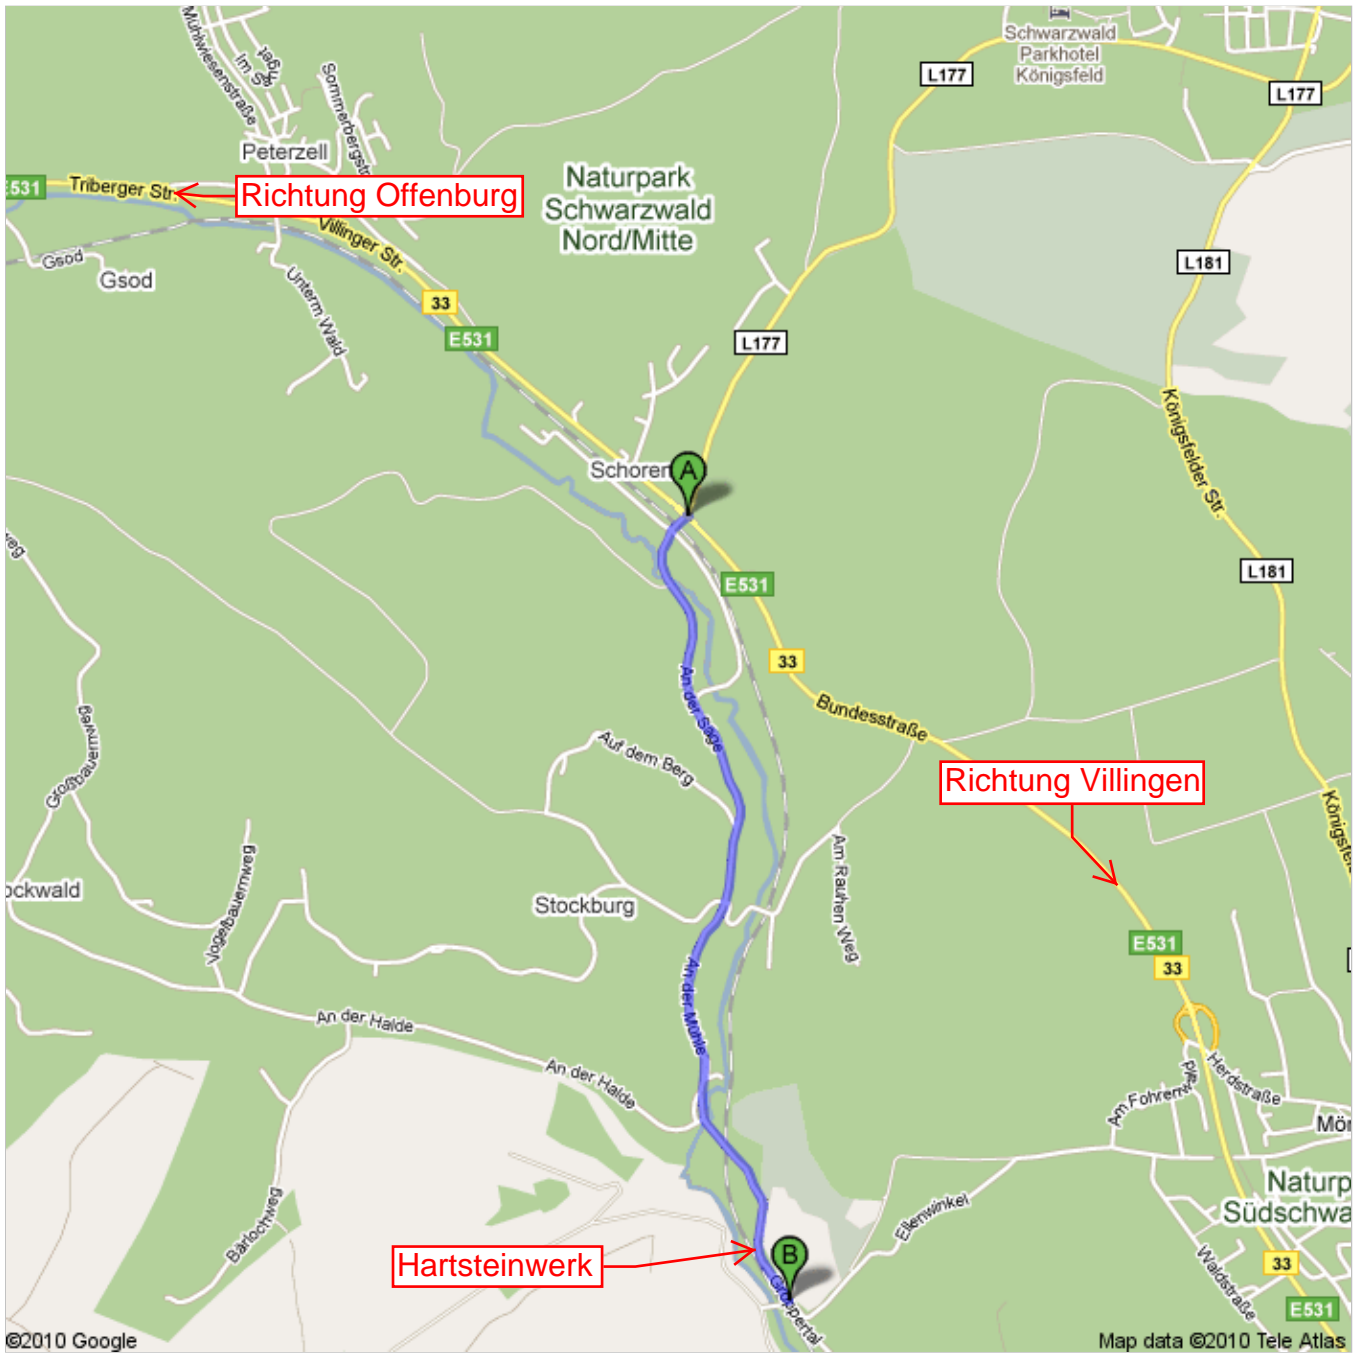 Schwarzwald
Parkhotel
Königsfeld
L177
L177
Mühlwiesenstraße
Sommerbergstr.
Peterzell
E531
Triberger Str.
Richtung Offenburg
Naturpark
Schwarzwald
Nord/Mitte
Villinger Str.
Gsod
Gsod
Unterm Wald
33
E531
L181
L177
Königsfelder Str.
Schoren
A
L181
E531
33
An der Säge
Bundesstraße
Auf dem Berg
Großbauernweg
Richtung Villingen
Am Rauhen Weg
ockwald
Vogelbauernweg
Stockburg
E531
33
An der Mühle
An der Halde
An der Halde
Herdstraße
Am Fohrenwald
Mör
Naturp
Südschwa
Bärlochweg
Ellenwinkel
Waldstraße
Hartsteinwerk
B
33
Groppertal
E531
©2010 Google
Map data ©2010 Tele Atlas